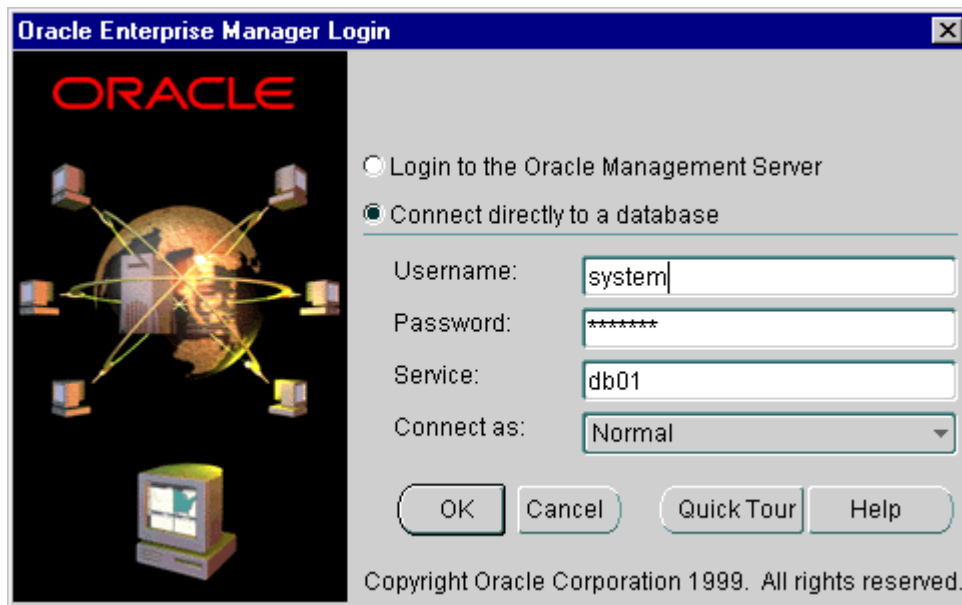 Oracle Enterprise Manager Login
ORACLE
Login to the Oracle Management Server
Connect directly to a database
Username: system
Password: *******
Service: db01
Connect as: Normal
OK Cancel Quick Tour Help
Copyright Oracle Corporation 1999. All rights reserved.